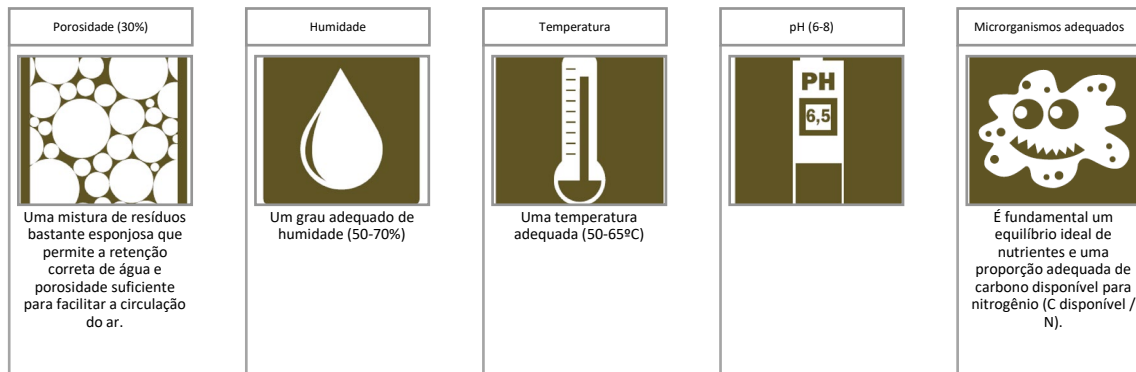 Porosidade (30%)
Uma mistura de resíduos
bastante esponjosa que
permite a retenção
correta de água e
porosidade suficiente
para facilitar a circulação
do ar.
Humidade
Um grau adequado de
humidade (50-70%)
Temperatura
Uma temperatura
adequada (50-65ºC)
pH (6-8)
PH
6,5
Microrganismos adequados
É fundamental um
equilíbrio ideal de
nutrientes e uma
proporção adequada de
carbono disponível para
nitrogênio (C disponível /
N).